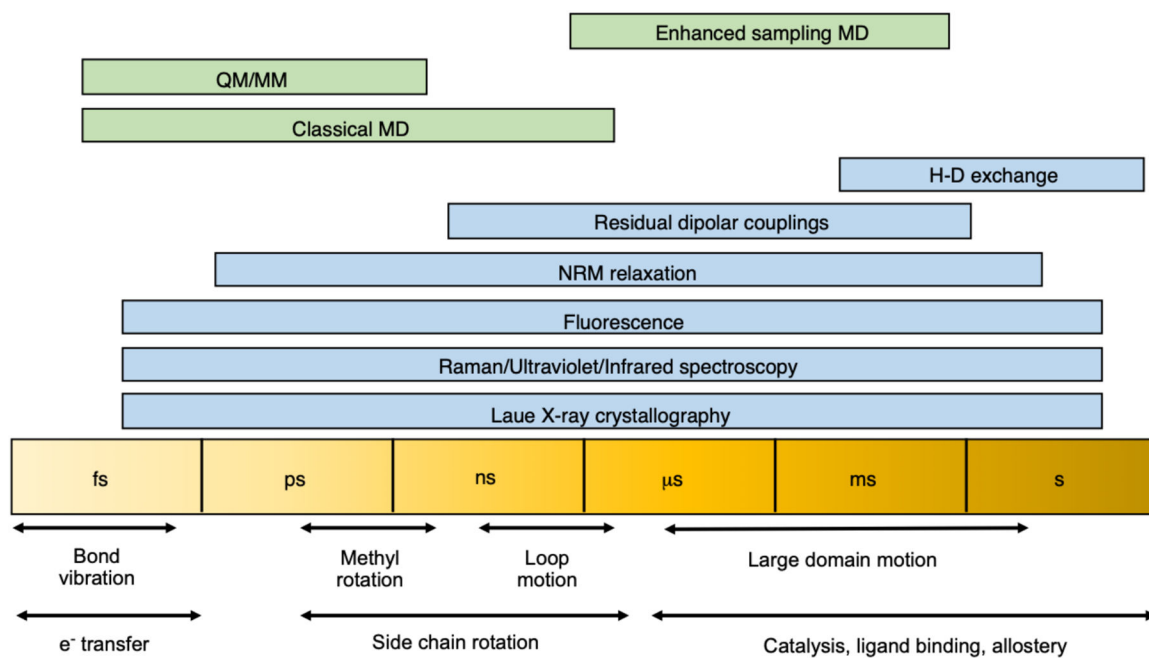 Enhanced sampling MD
QM/MM
Classical MD
H-D exchange
Residual dipolar couplings
NRM relaxation
Fluorescence
Raman/Ultraviolet/Infrared spectroscopy
Laue X-ray crystallography
fs ps ns μs ms s
Bond
vibration
Methyl
rotation
Loop
motion
Large domain motion
e⁻ transfer
Side chain rotation
Catalysis, ligand binding, allostery